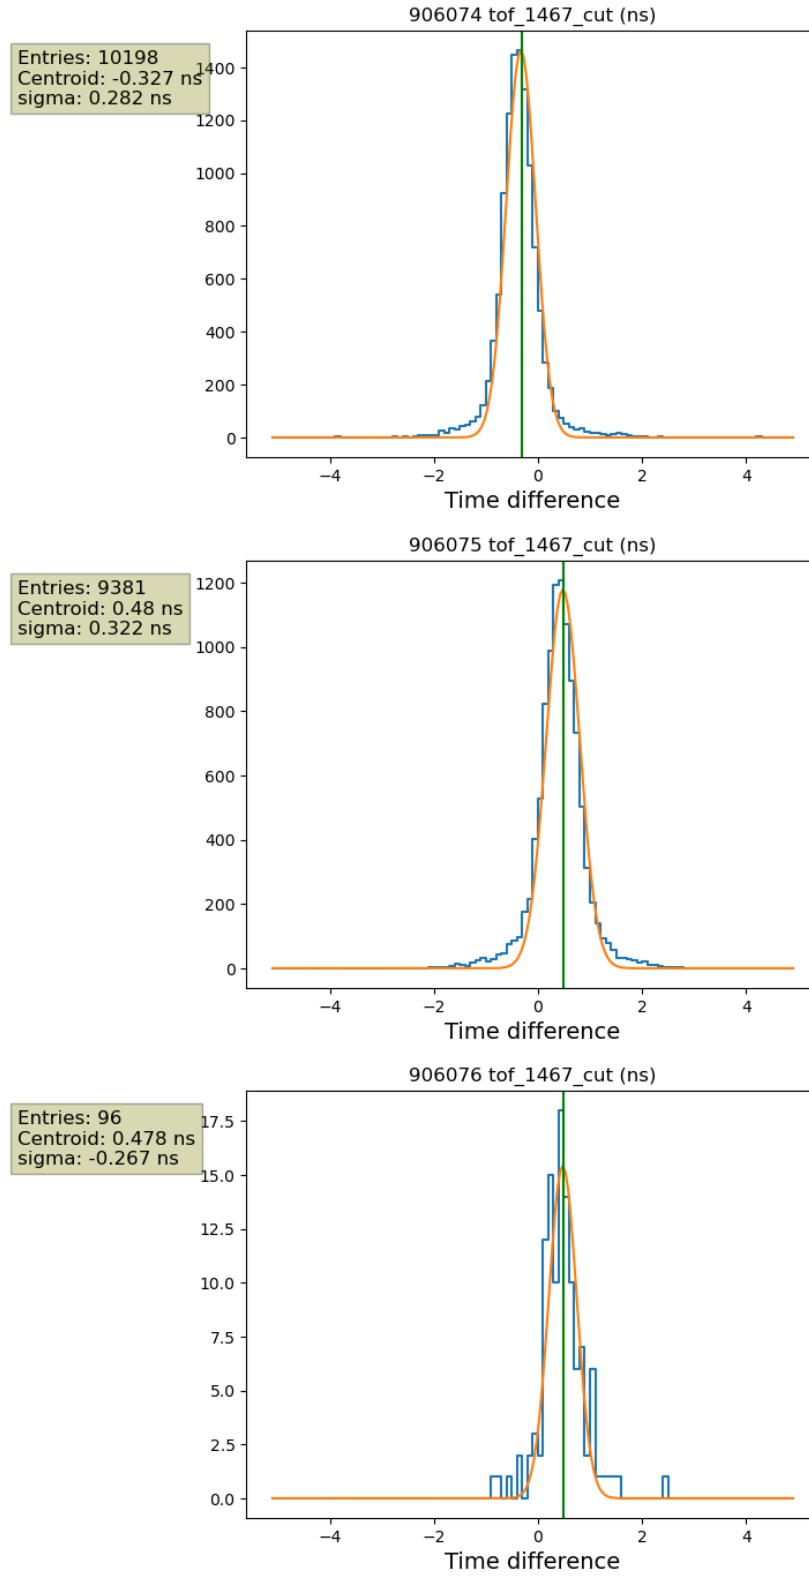 906074 tof_1467_cut (ns)
Entries: 10198
Centroid: -0.327 ns
sigma: 0.282 ns
1400
1200
1000
800
600
400
200
0
−4 −2 0 2 4
Time difference
906075 tof_1467_cut (ns)
Entries: 9381
Centroid: 0.48 ns
sigma: 0.322 ns
1200
1000
800
600
400
200
0
−4 −2 0 2 4
Time difference
906076 tof_1467_cut (ns)
Entries: 96
Centroid: 0.478 ns
sigma: -0.267 ns
17.5
15.0
12.5
10.0
7.5
5.0
2.5
0.0
−4 −2 0 2 4
Time difference